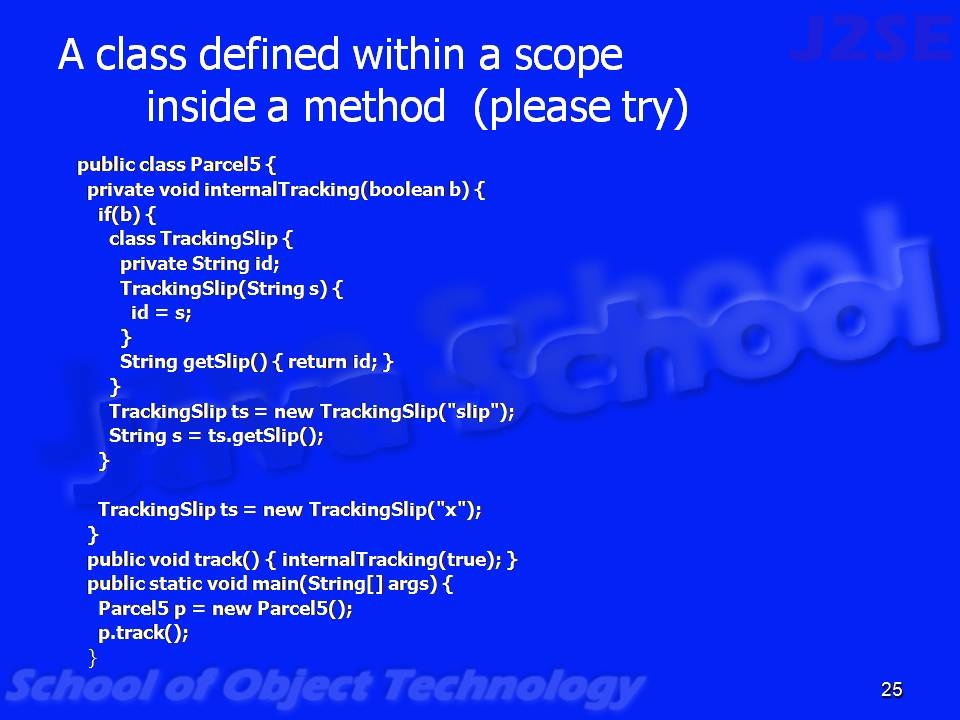 J2SE
A class defined within a scope
inside a method (please try)
public class Parcel5 {
private void internalTracking(boolean b) {
if(b) {
class TrackingSlip {
private String id;
TrackingSlip(String s) {
id = s;
}
String getSlip() { return id; }
}
TrackingSlip ts = new TrackingSlip("slip");
String s = ts.getSlip();
}
TrackingSlip ts = new TrackingSlip("x");
}
public void track() { internalTracking(true); }
public static void main(String[] args) {
Parcel5 p = new Parcel5();
p.track();
}
Java School
School of Object Technology
25